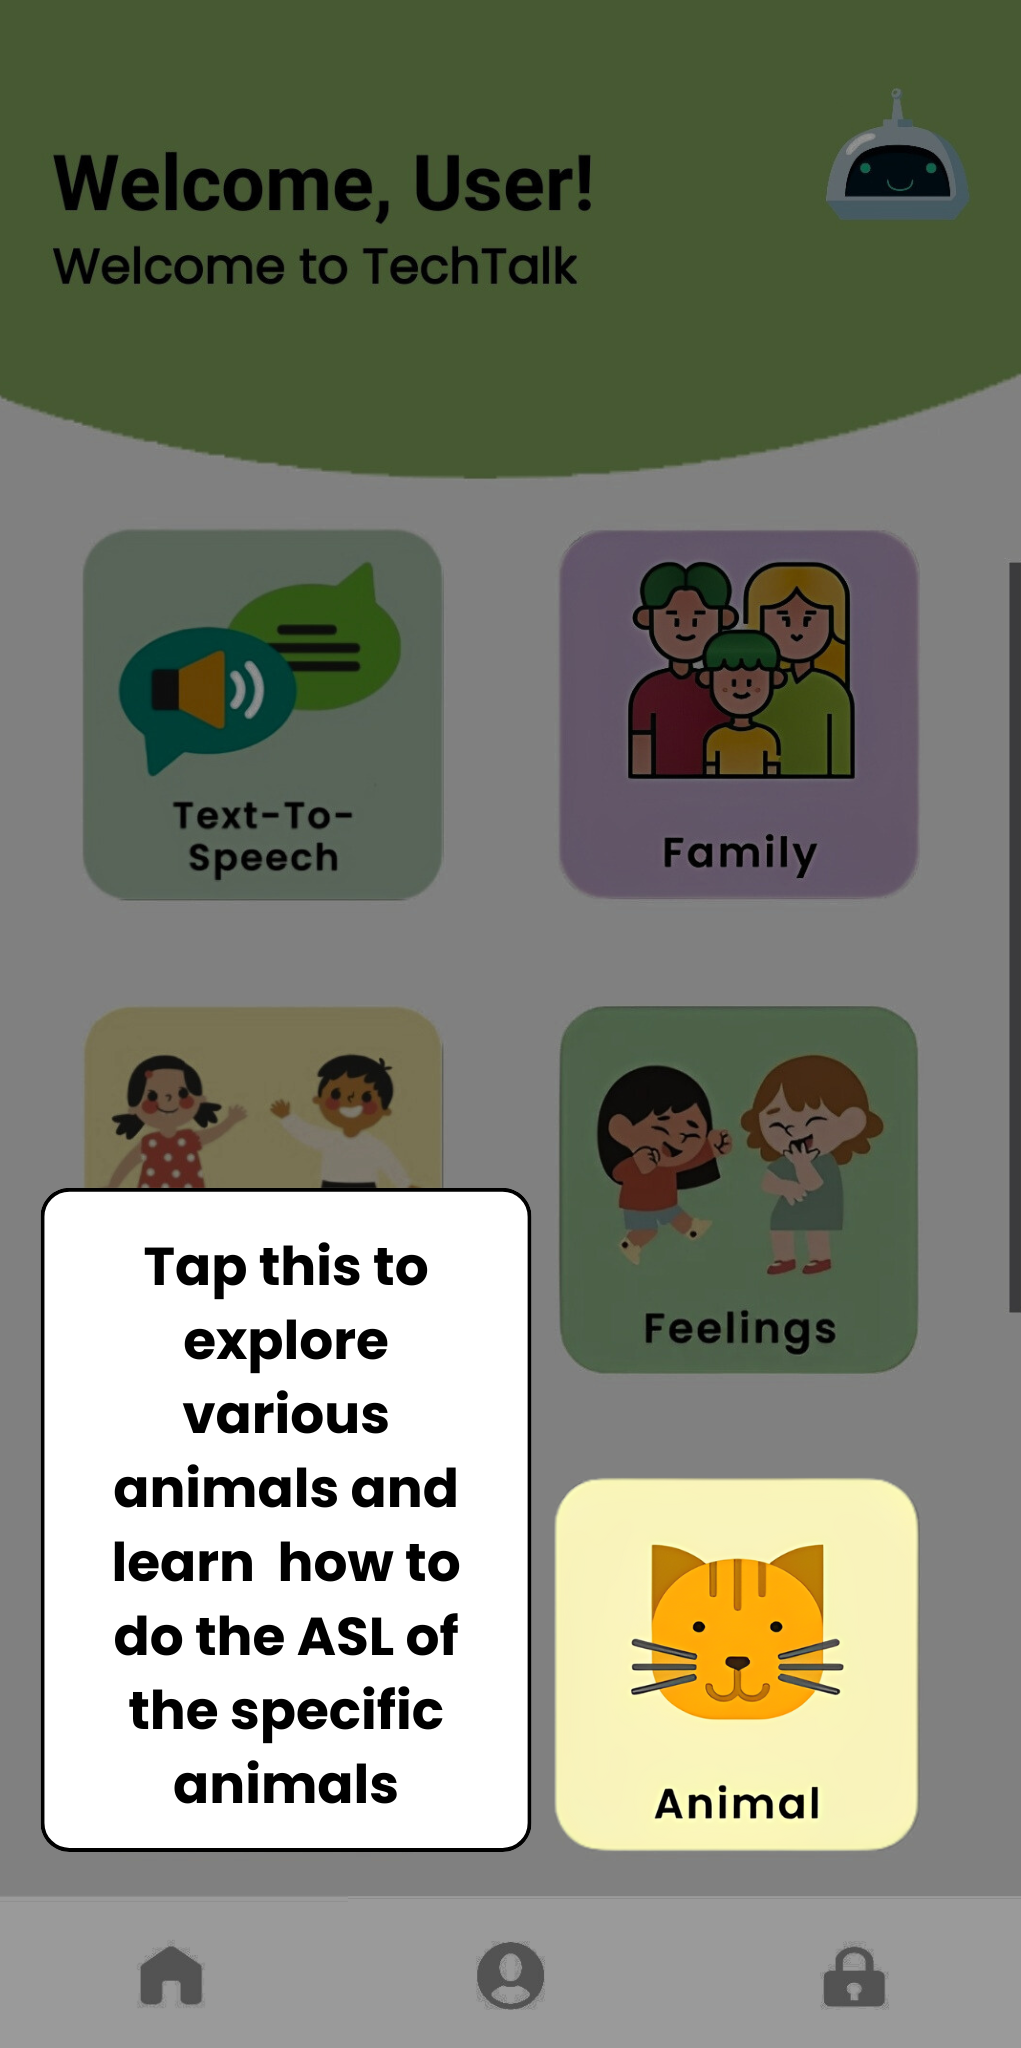 Welcome, User!
Welcome to TechTalk
Text-To-
Speech
Family
Feelings
Tap this to
explore
various
animals and
learn  how to
do the ASL of
the specific
animals
Animal